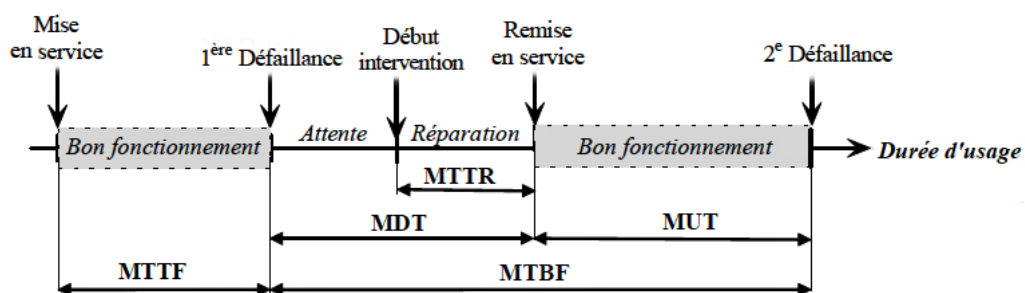 Mise
en service
1ère Défaillance
Début
intervention
Remise
en service
2e Défaillance
Bon fonctionnement
Attente
Réparation
Bon fonctionnement
Durée d'usage
MTTR
MDT
MUT
MTTF
MTBF